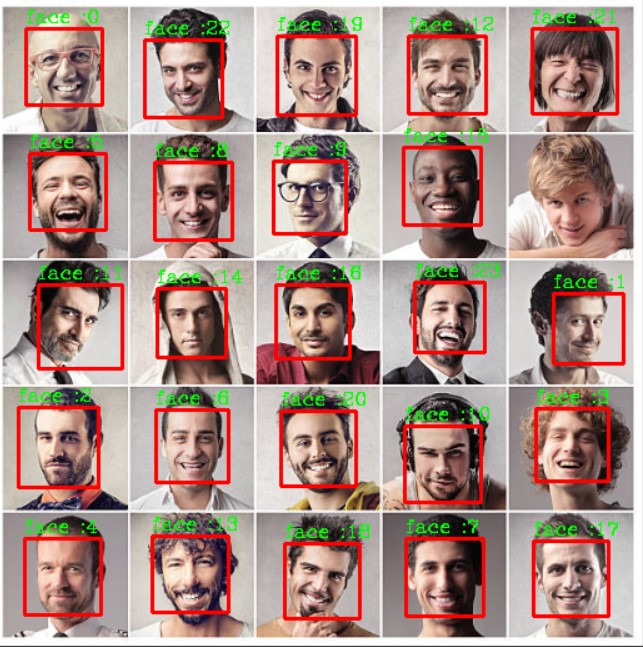 face :0
face :22
face :19
face :12
face :21
face :5
face :8
face :9
face :15
face :11
face :14
face :16
face :23
face :1
face :2
face :6
face :20
face :10
face :3
face :4
face :13
face :18
face :7
face :17